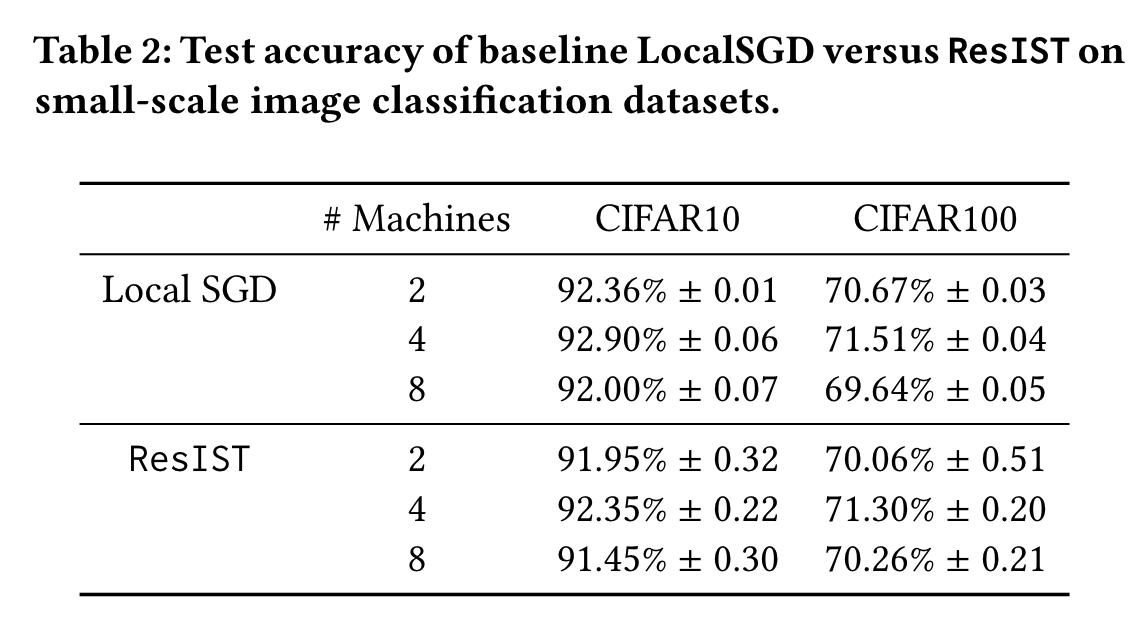 Table 2: Test accuracy of baseline LocalSGD versus ResIST on
small-scale image classification datasets.
# Machines CIFAR10 CIFAR100
Local SGD 2 92.36% ± 0.01 70.67% ± 0.03
4 92.90% ± 0.06 71.51% ± 0.04
8 92.00% ± 0.07 69.64% ± 0.05
ResIST 2 91.95% ± 0.32 70.06% ± 0.51
4 92.35% ± 0.22 71.30% ± 0.20
8 91.45% ± 0.30 70.26% ± 0.21